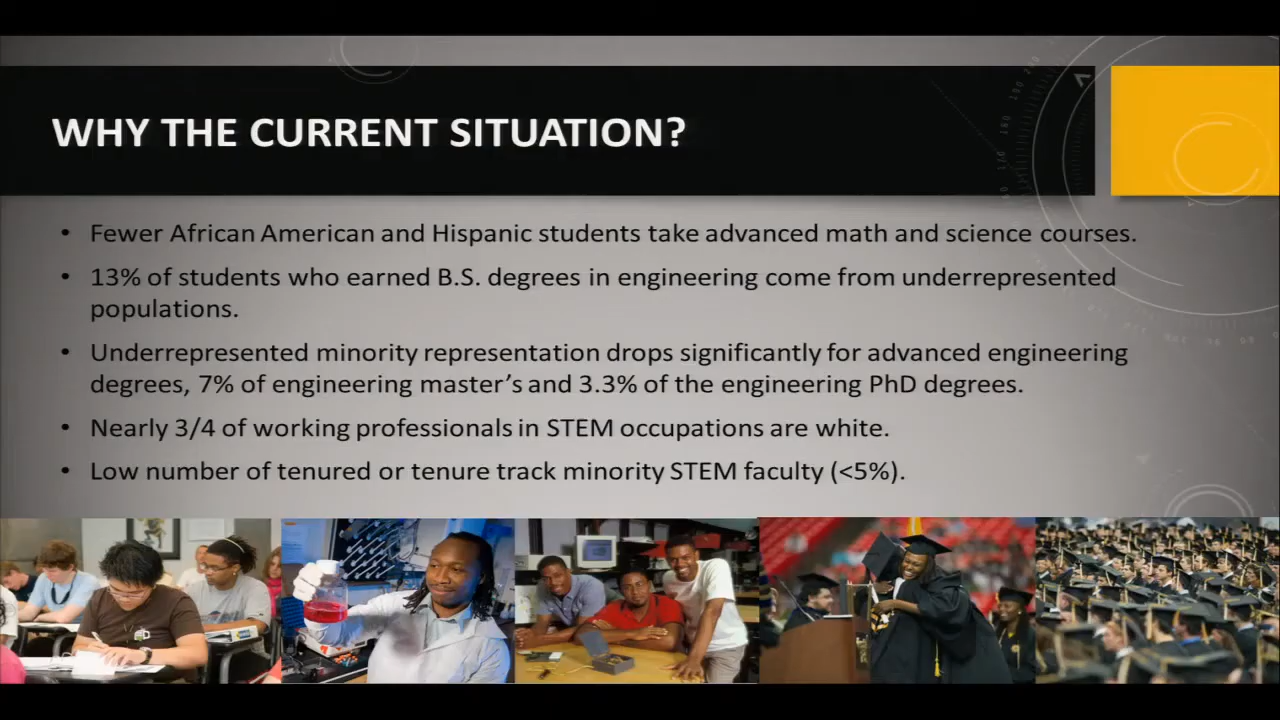 WHY THE CURRENT SITUATION?
• Fewer African American and Hispanic students take advanced math and science courses.
• 13% of students who earned B.S. degrees in engineering come from underrepresented
populations.
• Underrepresented minority representation drops significantly for advanced engineering
degrees, 7% of engineering master's and 3.3% of the engineering PhD degrees.
• Nearly 3/4 of working professionals in STEM occupations are white.
• Low number of tenured or tenure track minority STEM faculty (<5%).